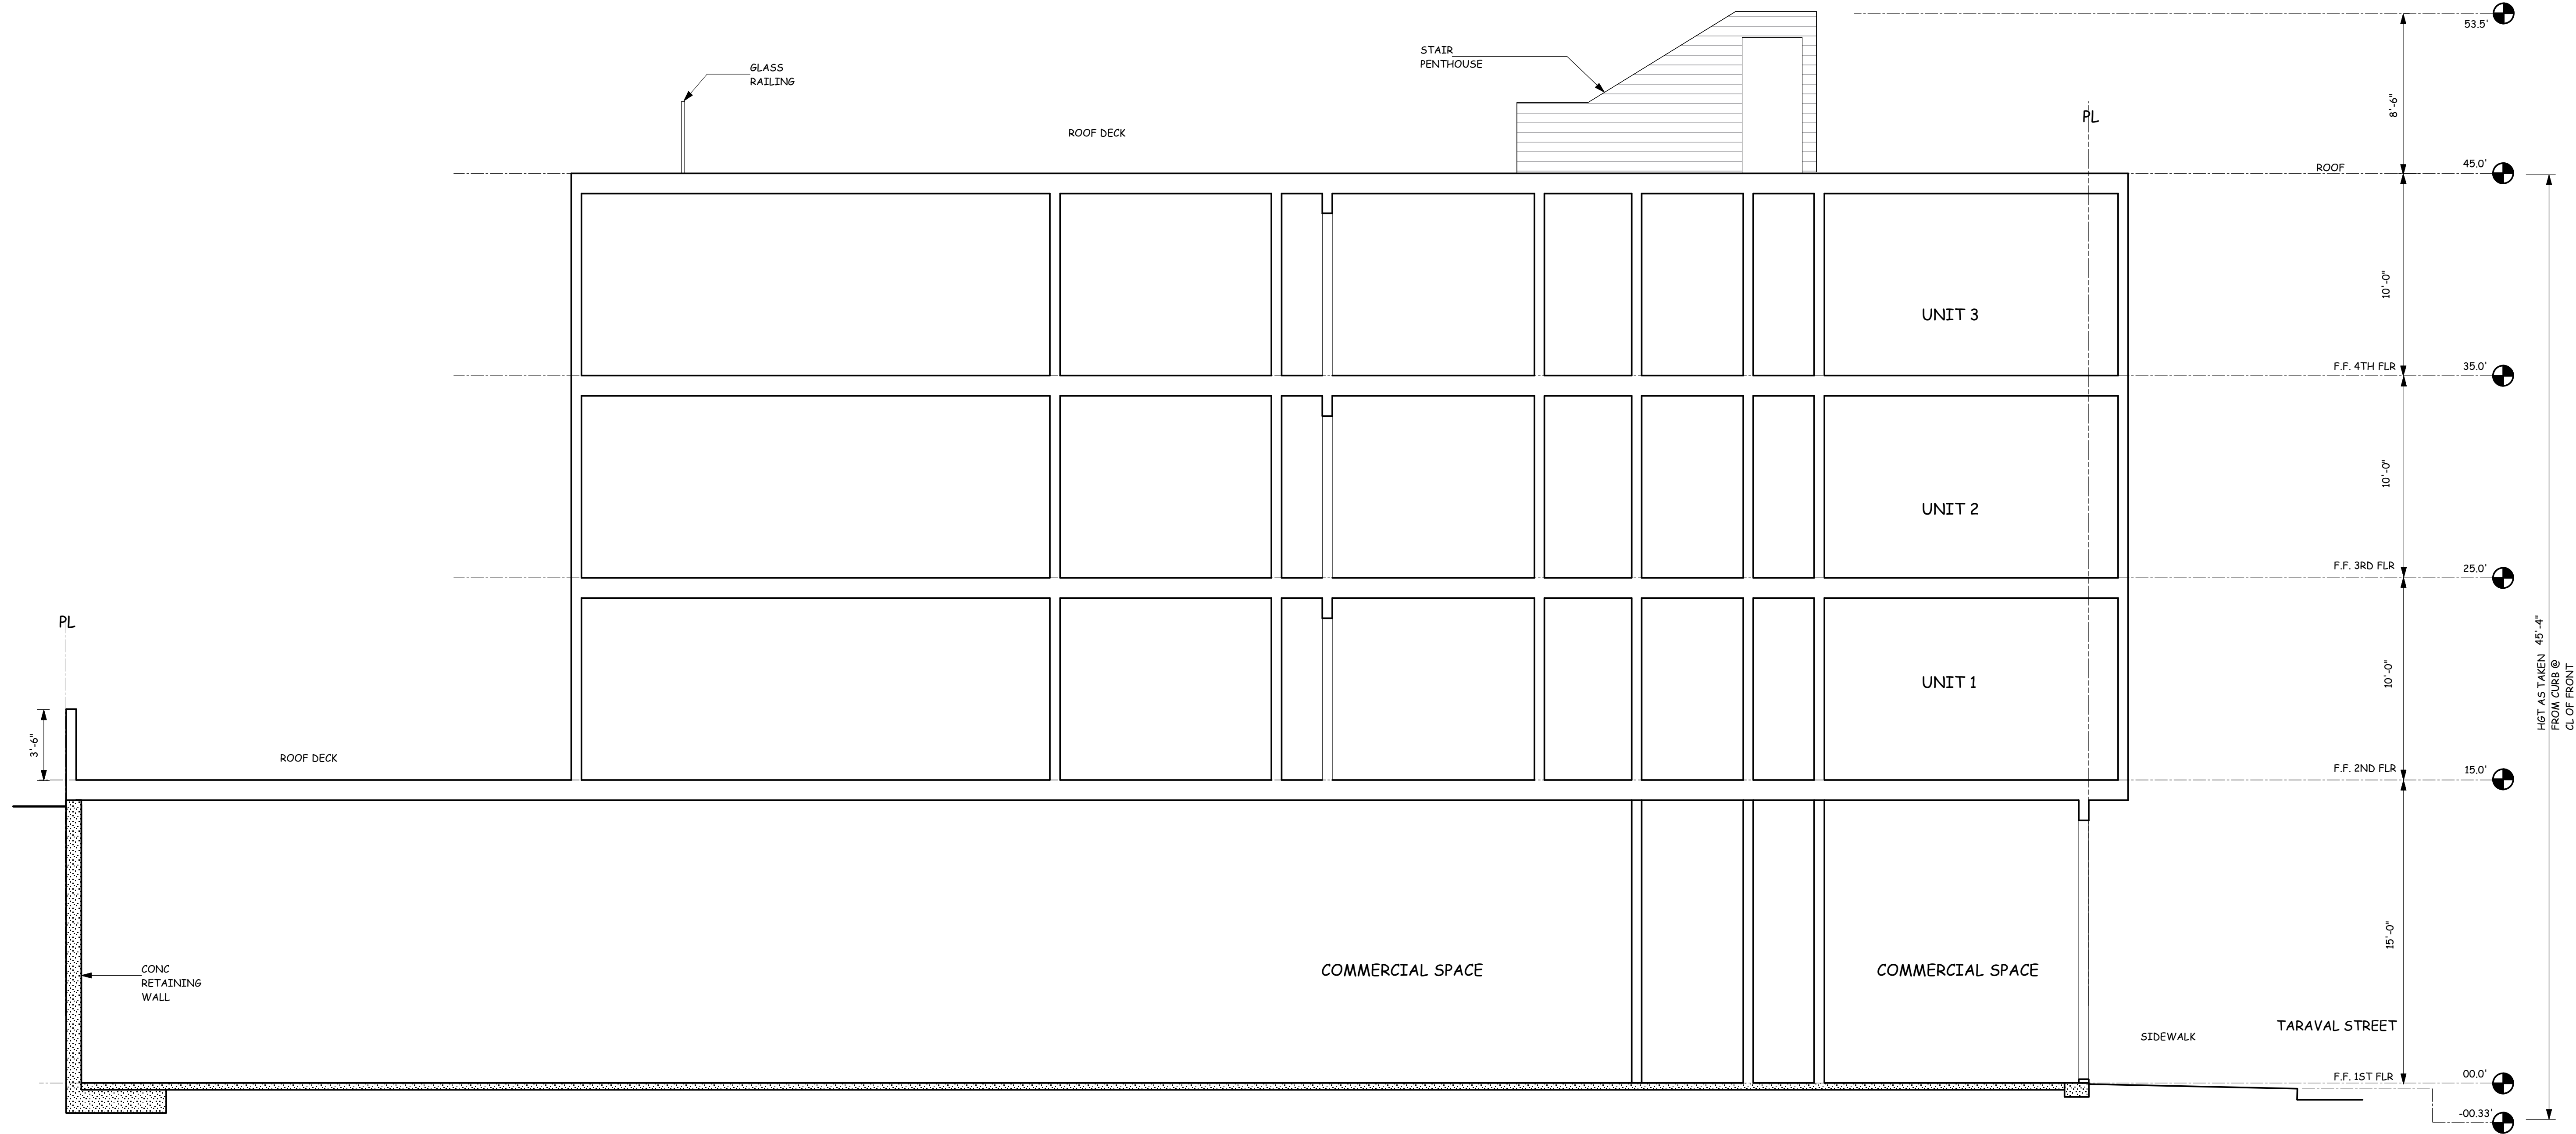 53.5'
STAIR
PENTHOUSE
GLASS
RAILING
8'-6"
PL
ROOF DECK
45.0'
ROOF
10'-0"
UNIT 3
F.F. 4TH FLR
35.0'
10'-0"
UNIT 2
F.F. 3RD FLR
25.0'
PL
HGT AS TAKEN 45'-4"
FROM CURB @
CL OF FRONT
10'-0"
UNIT 1
3'-6"
ROOF DECK
F.F. 2ND FLR
15.0'
15'-0"
CONC
RETAINING
WALL
COMMERCIAL SPACE
COMMERCIAL SPACE
TARAVAL STREET
SIDEWALK
F.F. 1ST FLR
00.0'
-00.33'